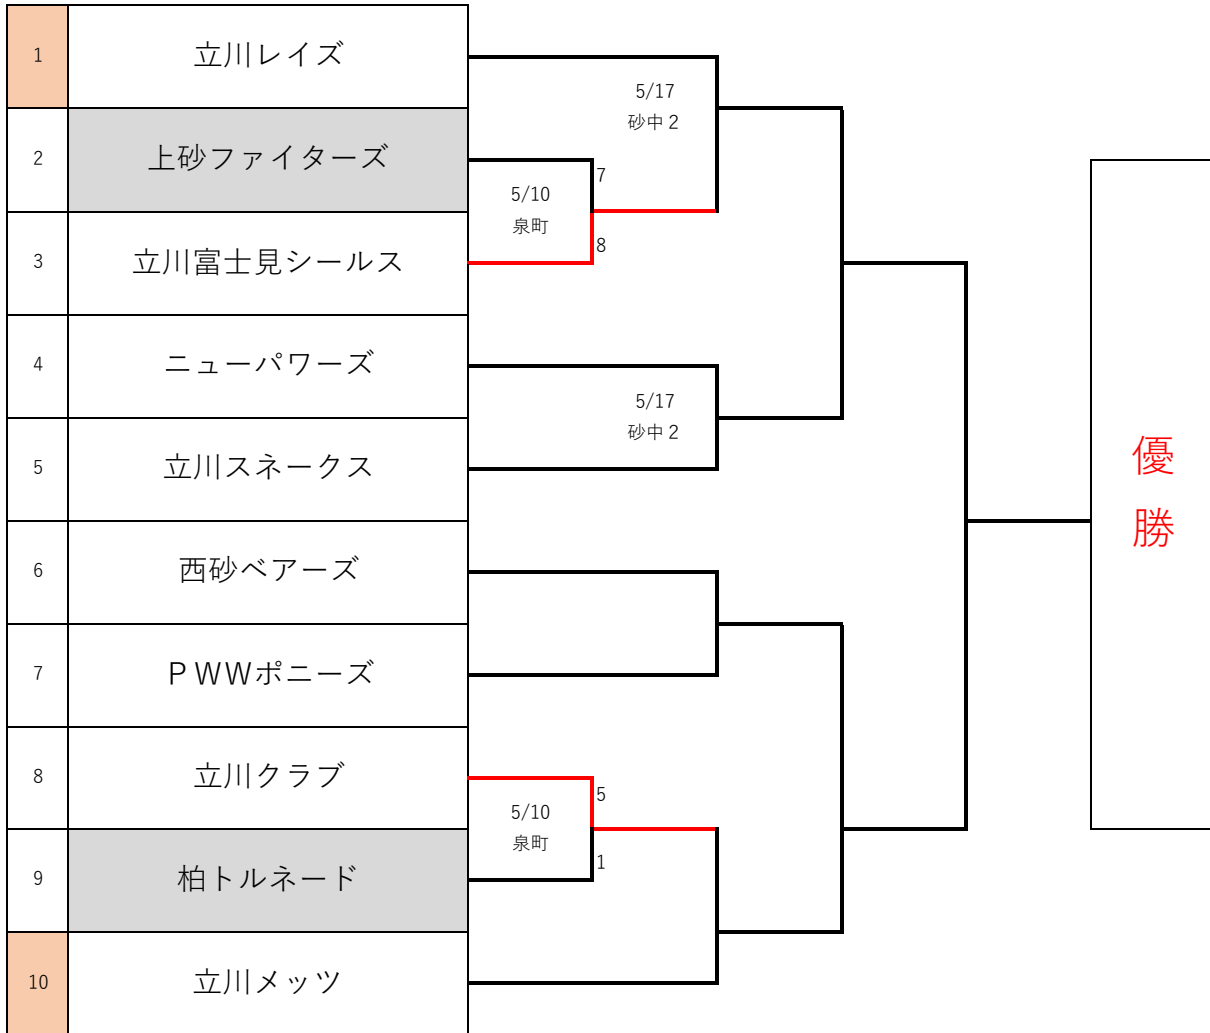 1
立川レイズ
5/17
砂中２
2
上砂ファイターズ
7
5/10
泉町
3
立川富士見シールス
8
4
ニューパワーズ
5/17
砂中２
5
立川スネークス
優
勝
6
西砂ベアーズ
7
ＰＷＷポニーズ
8
立川クラブ
5
5/10
泉町
1
9
柏トルネード
10
立川メッツ